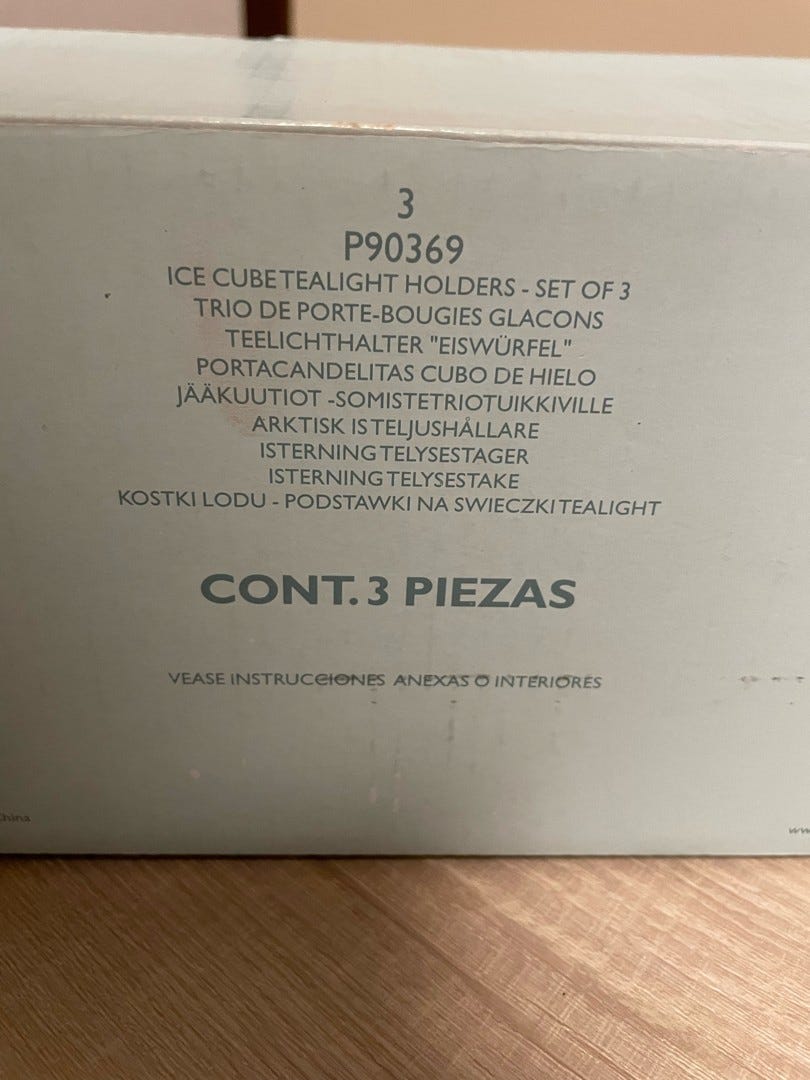 3
P90369
ICE CUBE TEALIGHT HOLDERS - SET OF 3
TRIO DE PORTE-BOUGIES GLACONS
TEELICHTHALTER "EISWÜRFEL"
PORTACANDELITAS CUBO DE HIELO
JÄÄKUUTIOT -SOMISTETRIOTUIKKIVILLE
ARKTISK ISTELJUSHÅLLARE
ISTERNING TELYSESTAGER
ISTERNING TELYSESTAKE
KOSTKI LODU - PODSTAWKI NA SWIECZKI TEALIGHT
CONT. 3 PIEZAS
VEASE INSTRUCCIONES ANEXAS O INTERIORES